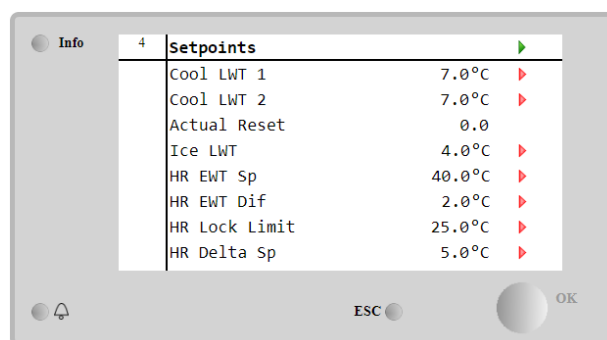 Info
4 Setpoints
Cool LWT 1 7.0°C
Cool LWT 2 7.0°C
Actual Reset 0.0
Ice LWT 4.0°C
HR EWT Sp 40.0°C
HR EWT Dif 2.0°C
HR Lock Limit 25.0°C
HR Delta Sp 5.0°C
ESC
OK